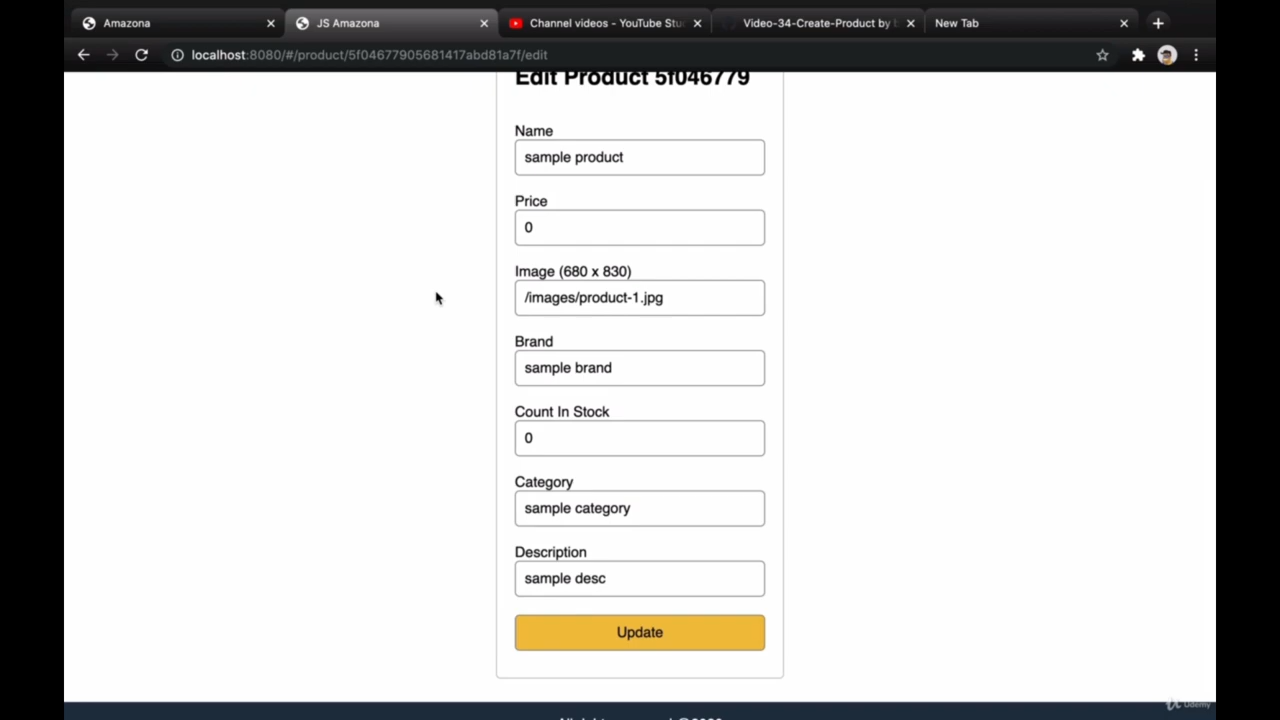 Amazona
JS Amazona
Channel videos - YouTube Stu
Video-34-Create-Product by
New Tab
localhost:8080/#/product/5f04677905681417abd81a7f/edit
Edit Product 5f046779
Name
sample product
Price
0
Image (680 x 830)
/images/product-1.jpg
Brand
sample brand
Count In Stock
0
Category
sample category
Description
sample desc
Update
Udemy